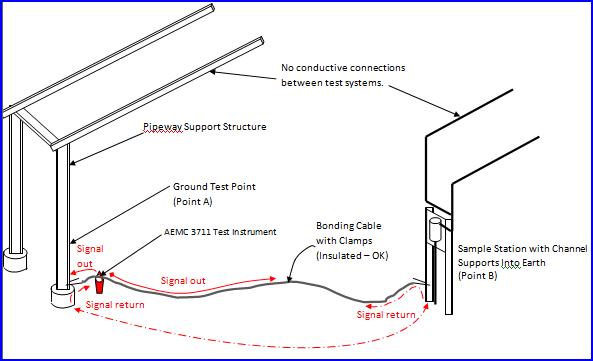 No conductive connections
between test systems.
Pipeway Support Structure
Ground Test Point
(Point A)
AEMC 3711 Test Instrument
Bonding Cable
with Clamps
(Insulated – OK)
Sample Station with Channel
Supports Into Earth
(Point B)
Signal
out
Signal out
Signal return
Signal return